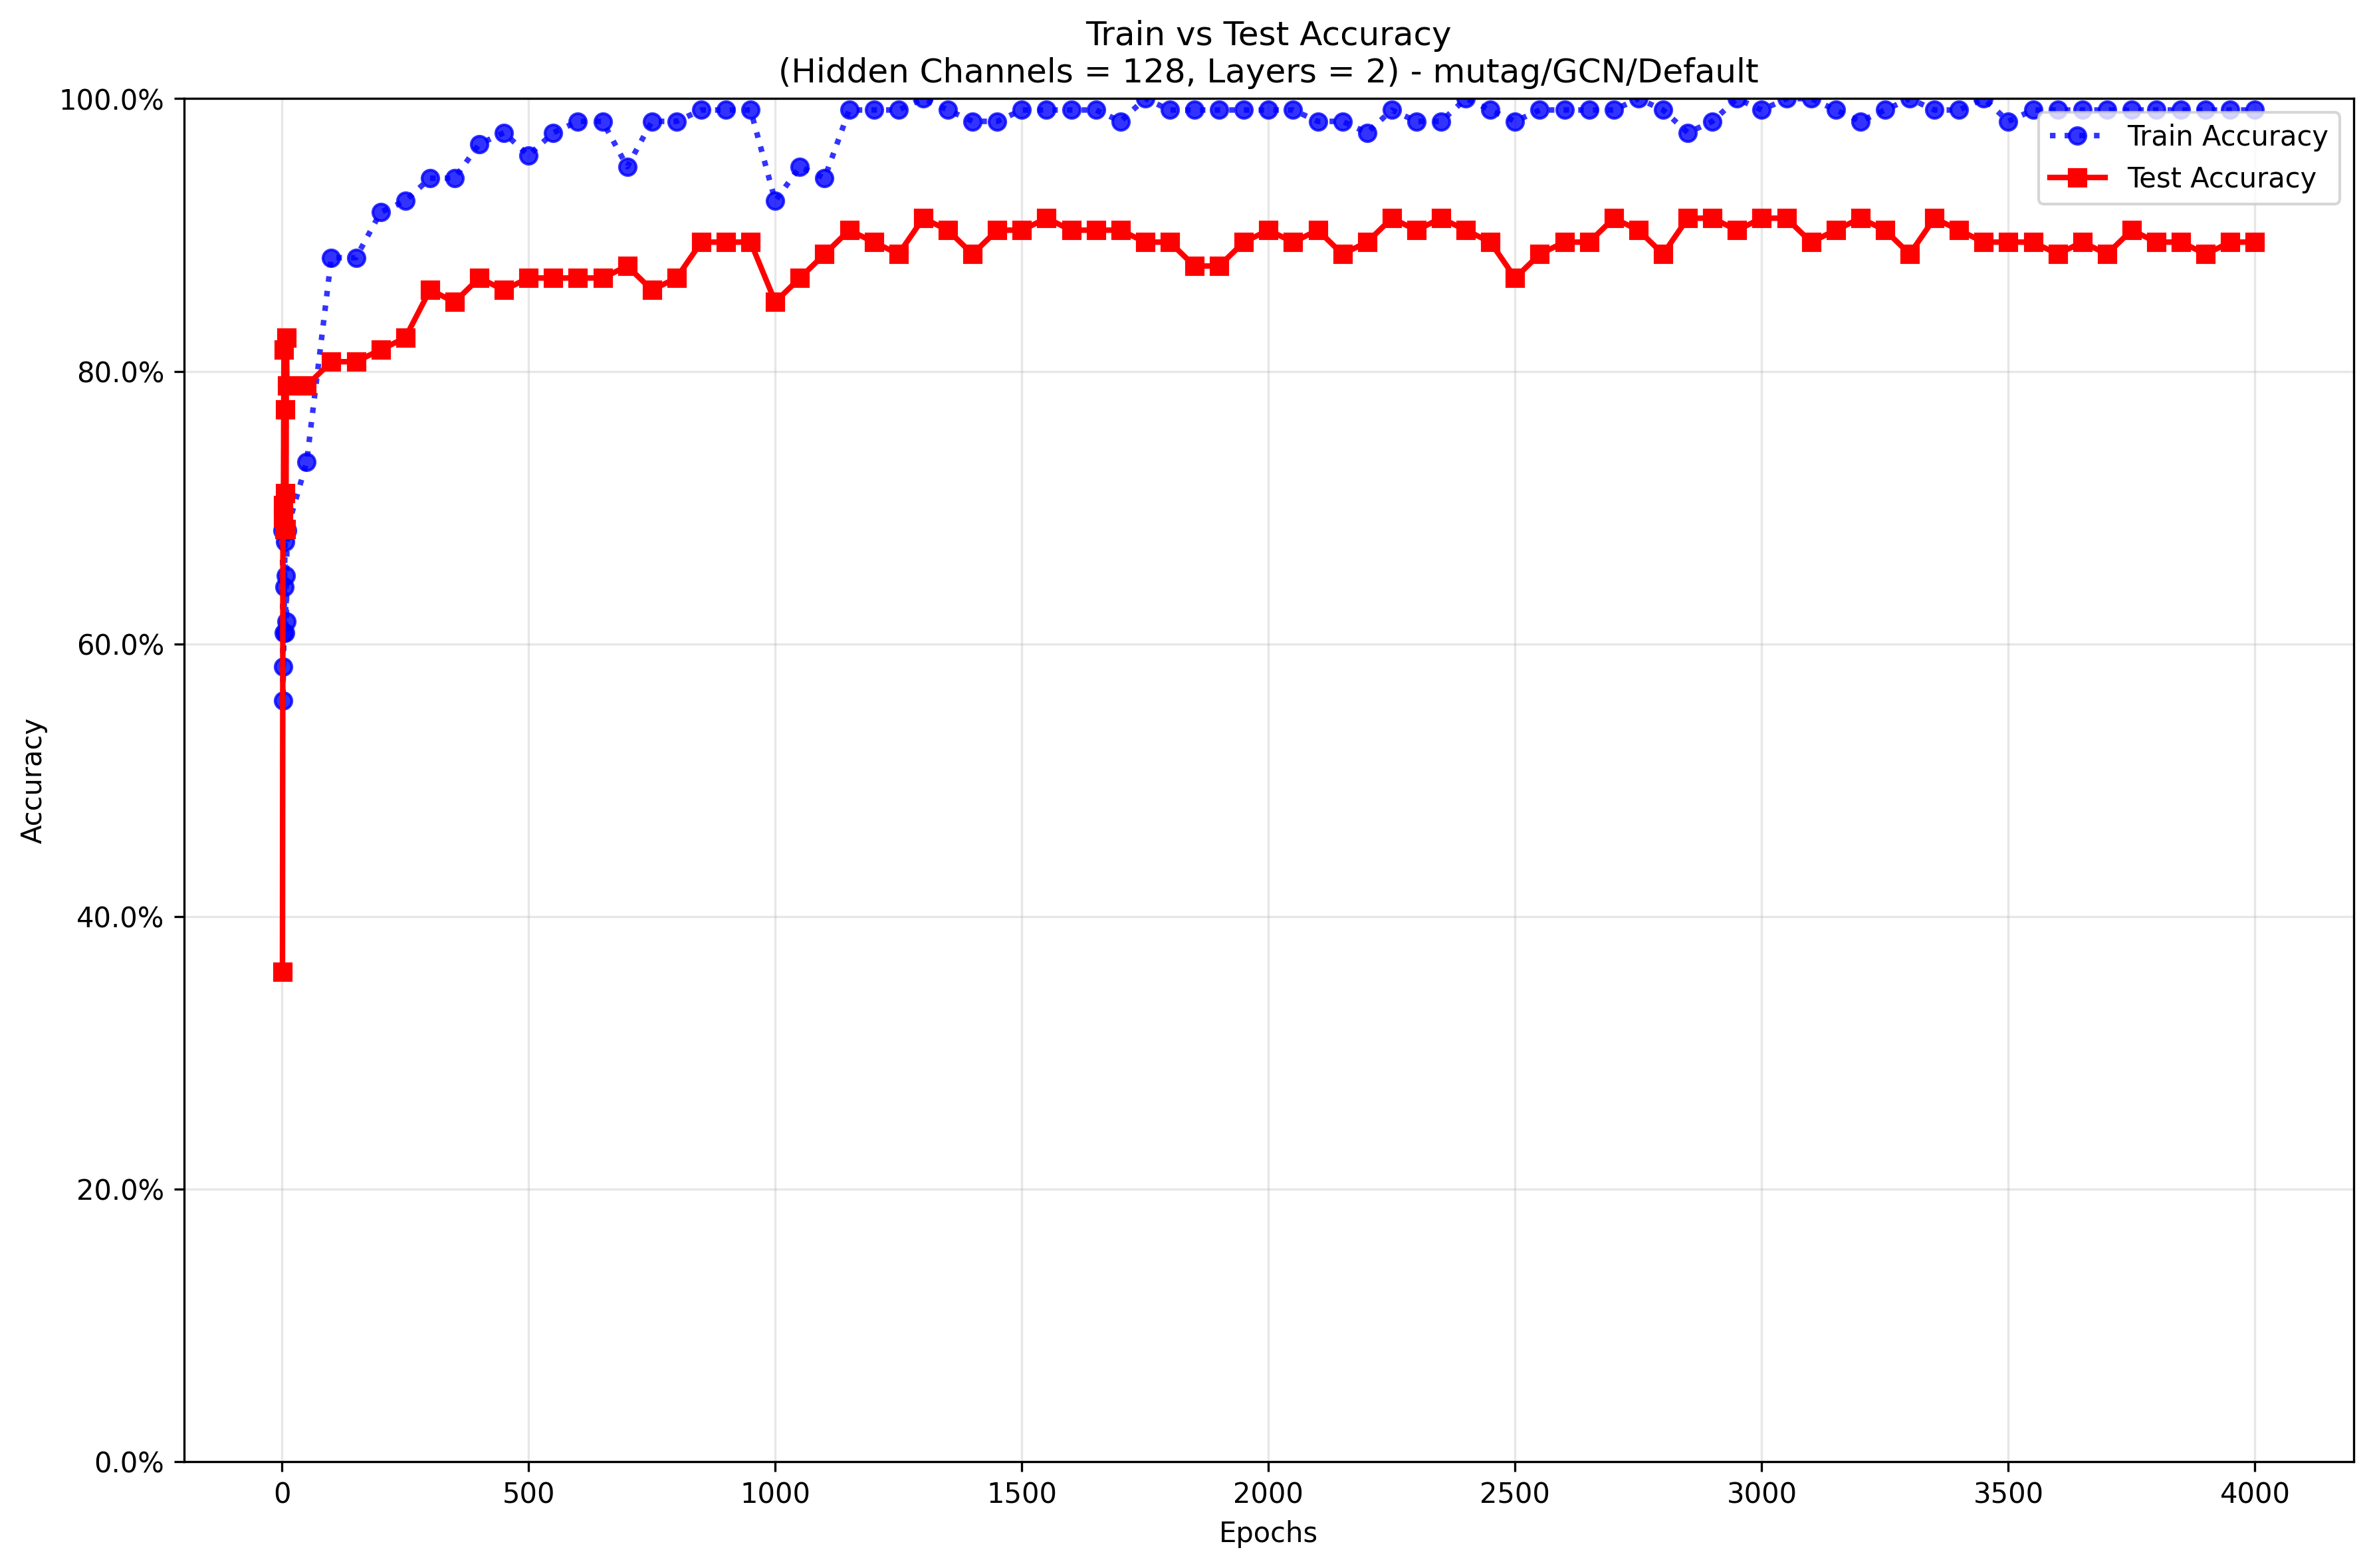 Train vs Test Accuracy
(Hidden Channels = 128, Layers = 2) - mutag/GCN/Default
100.0%
80.0%
60.0%
40.0%
20.0%
0.0%
Accuracy
Train Accuracy
Test Accuracy
0
500
1000
1500
2000
2500
3000
3500
4000
Epochs